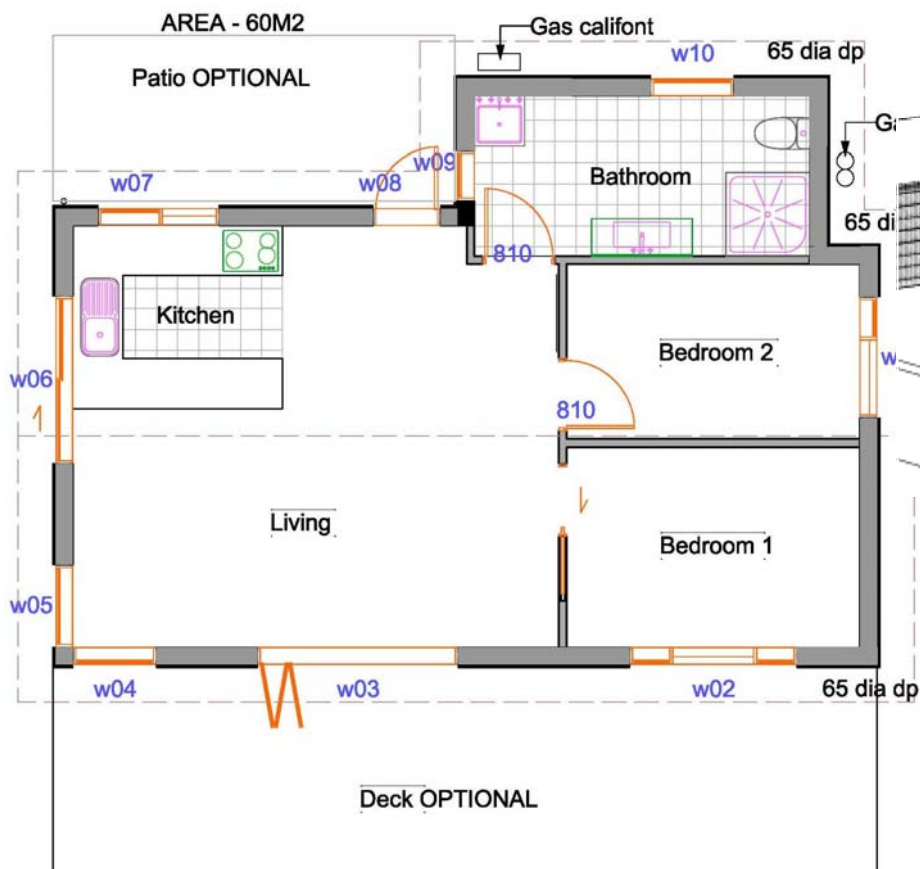 AREA - 60M2
Gas califont
w10
65 dia dp
Patio OPTIONAL
w09
w07
w08
Bathroom
65 di
810
Kitchen
Bedroom 2
w06
w
810
Living
Bedroom 1
w05
w04
w03
w02
65 dia dp
Deck OPTIONAL